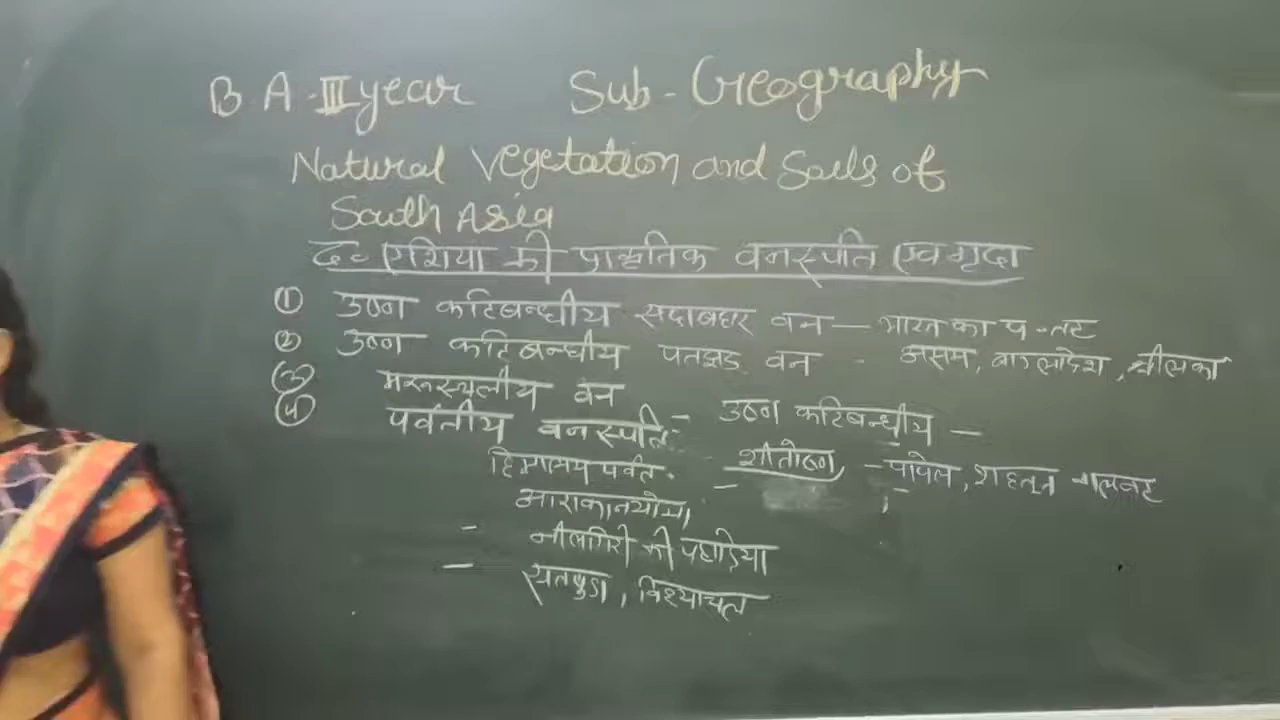 B.A-III year Sub-Geography
Natural Vegetation and Soils of
South Asia
द० एशिया की प्राकृतिक वनस्पति एवं मृदा
① उष्ण कटिबन्धीय सदाबहार वन — भारत का प. तट
② उष्ण कटिबन्धीय पतझड वन - असम, बांग्लादेश, श्रीलंका
③ मरूस्थलीय वन
④ पर्वतीय वनस्पति - उष्ण कटिबन्धीय —
हिमालय पर्वत - शीतोष्ण - पोपलर, शहतूत
आराकानयोमा,
- नीलगिरी की पहाड़िया
- सतपुडा, विंध्याचल